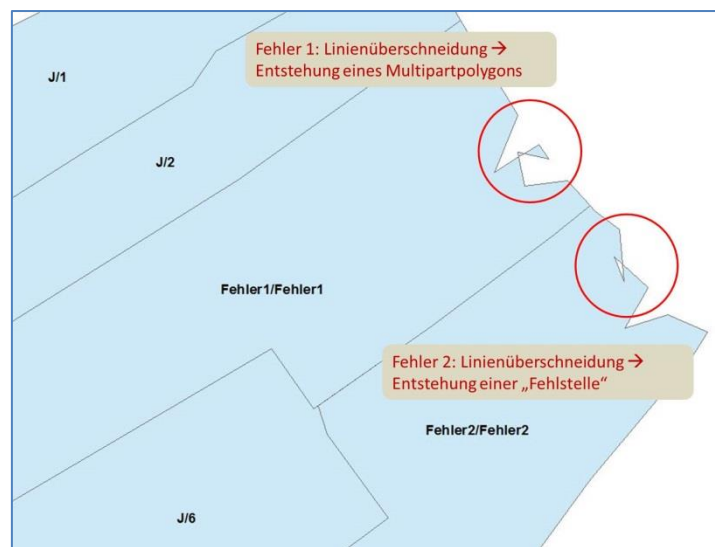 Fehler 1: Linienüberschneidung →
Entstehung eines Multipartpolygons
J/1
J/2
Fehler1/Fehler1
Fehler 2: Linienüberschneidung →
Entstehung einer „Fehlstelle“
Fehler2/Fehler2
J/6